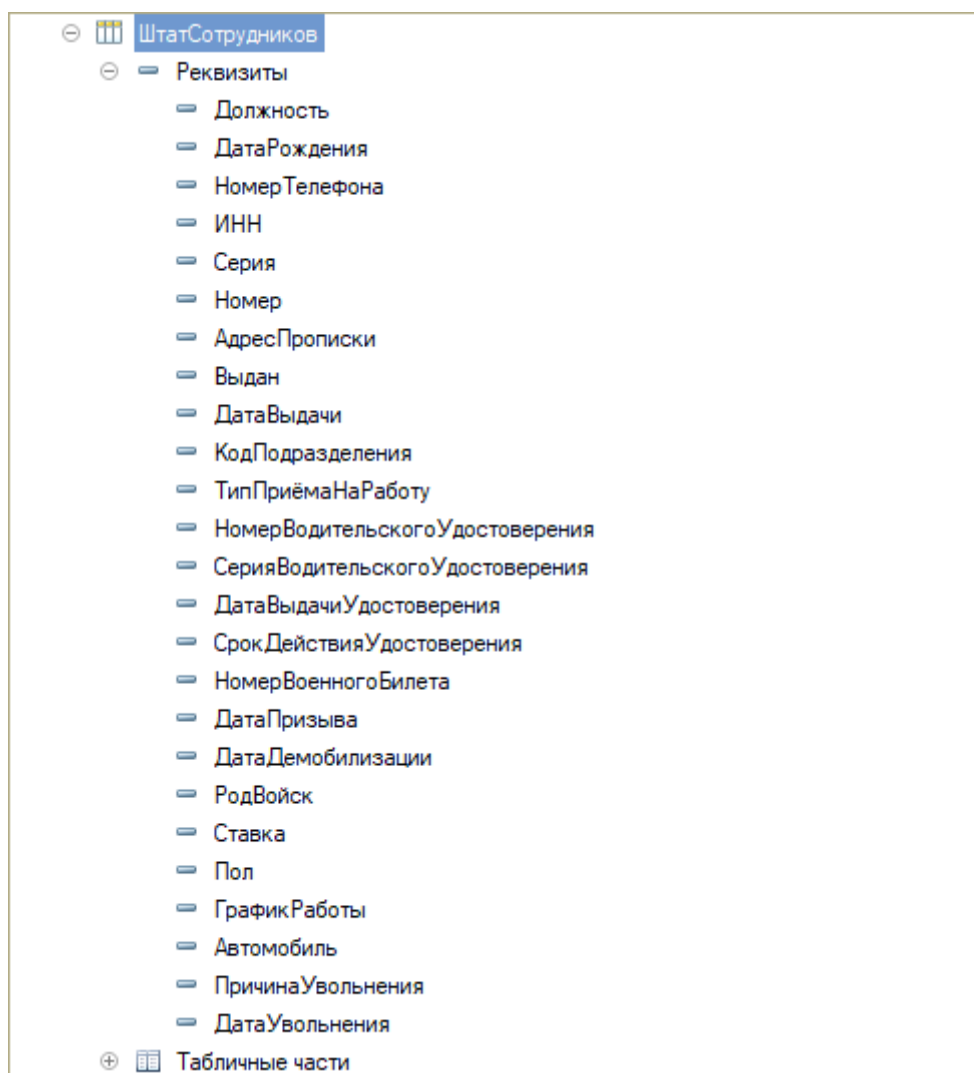 ШтатСотрудников
Реквизиты
Должность
ДатаРождения
НомерТелефона
ИНН
Серия
Номер
АдресПрописки
Выдан
ДатаВыдачи
КодПодразделения
ТипПриёмаНаРаботу
НомерВодительскогоУдостоверения
СерияВодительскогоУдостоверения
ДатаВыдачиУдостоверения
СрокДействияУдостоверения
НомерВоенногоБилета
ДатаПризыва
ДатаДемобилизации
РодВойск
Ставка
Пол
ГрафикРаботы
Автомобиль
ПричинаУвольнения
ДатаУвольнения
Табличные части